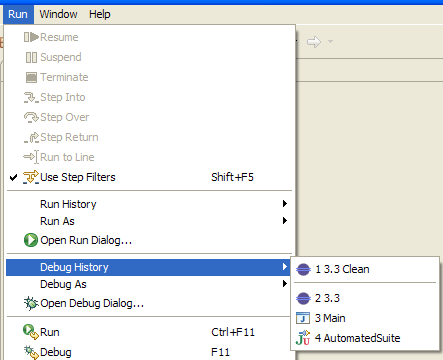 Run Window Help
Resume
Suspend
Terminate
Step Into
Step Over
Step Return
Run to Line
Use Step Filters Shift+F5
Run History
Run As
Open Run Dialog...
Debug History
Debug As
Open Debug Dialog...
Run Ctrl+F11
Debug F11
1 3.3 Clean
2 3.3
3 Main
4 AutomatedSuite